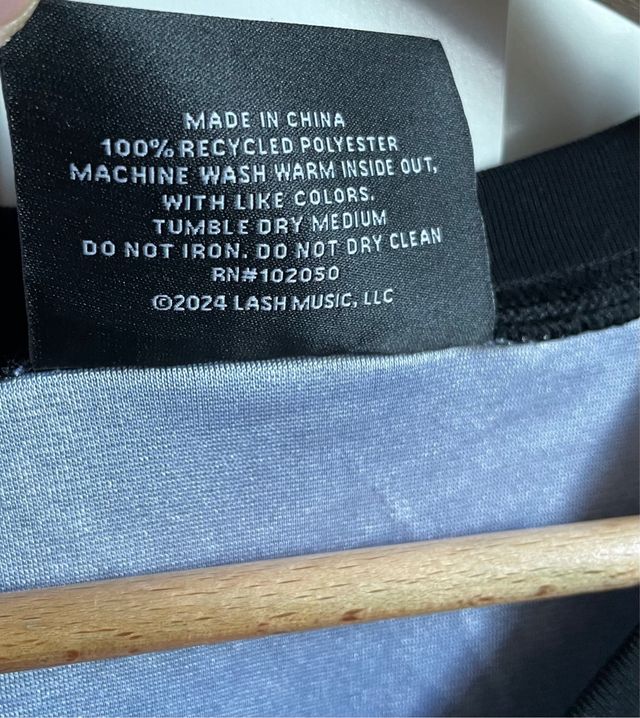 MADE IN CHINA
100% RECYCLED POLYESTER
MACHINE WASH WARM INSIDE OUT,
WITH LIKE COLORS.
TUMBLE DRY MEDIUM
DO NOT IRON. DO NOT DRY CLEAN
RN#102050
©2024 LASH MUSIC, LLC